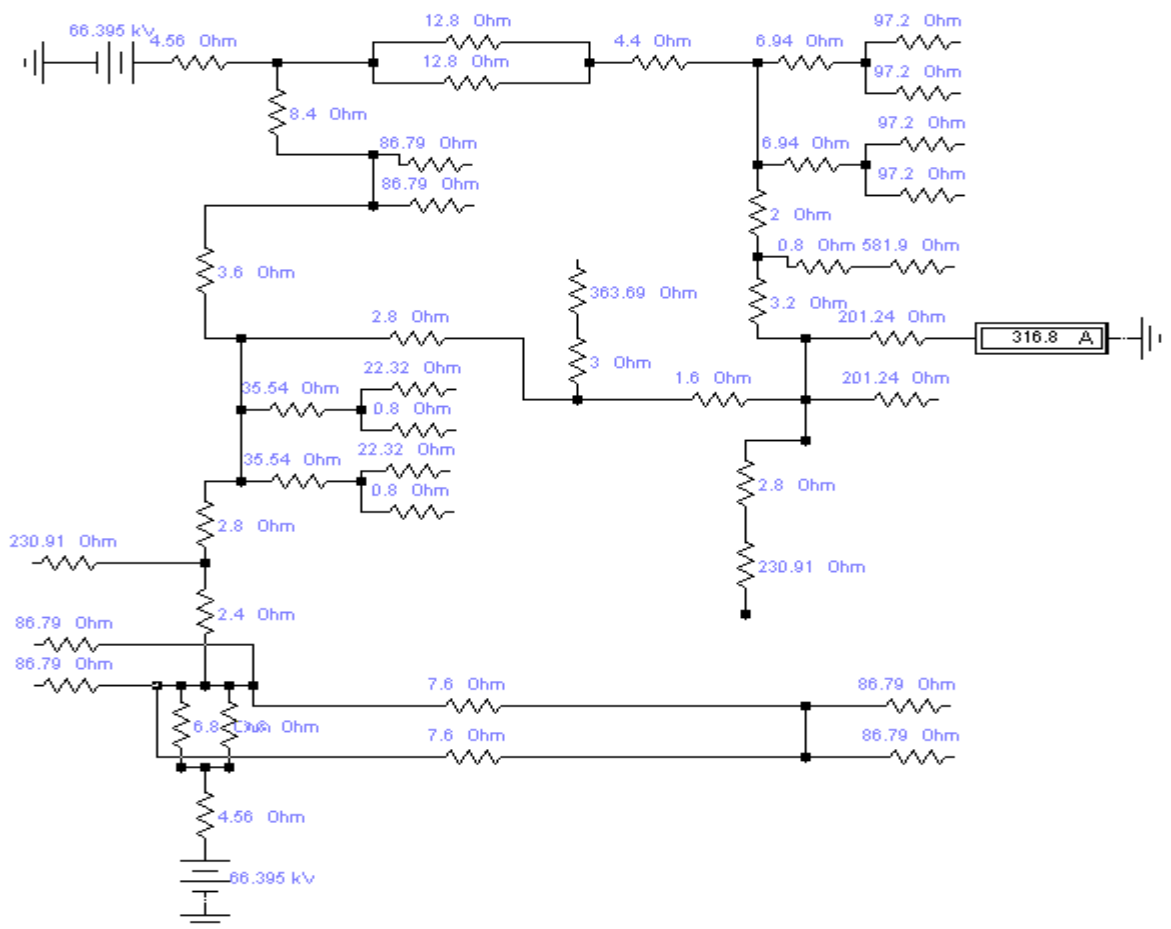 12.8 Ohm
97.2 Ohm
66.395 kV
4.56 Ohm
4.4 Ohm
6.94 Ohm
12.8 Ohm
97.2 Ohm
8.4 Ohm
97.2 Ohm
86.79 Ohm
6.94 Ohm
97.2 Ohm
86.79 Ohm
2 Ohm
0.8 Ohm
581.9 Ohm
3.6 Ohm
363.69 Ohm
3.2 Ohm
2.8 Ohm
201.24 Ohm
316.8 A
3 Ohm
22.32 Ohm
1.6 Ohm
201.24 Ohm
35.54 Ohm
0.8 Ohm
22.32 Ohm
35.54 Ohm
2.8 Ohm
0.8 Ohm
2.8 Ohm
230.91 Ohm
230.91 Ohm
2.4 Ohm
86.79 Ohm
86.79 Ohm
7.6 Ohm
86.79 Ohm
6.8
Ohm
7.6 Ohm
86.79 Ohm
4.56 Ohm
66.395 kV